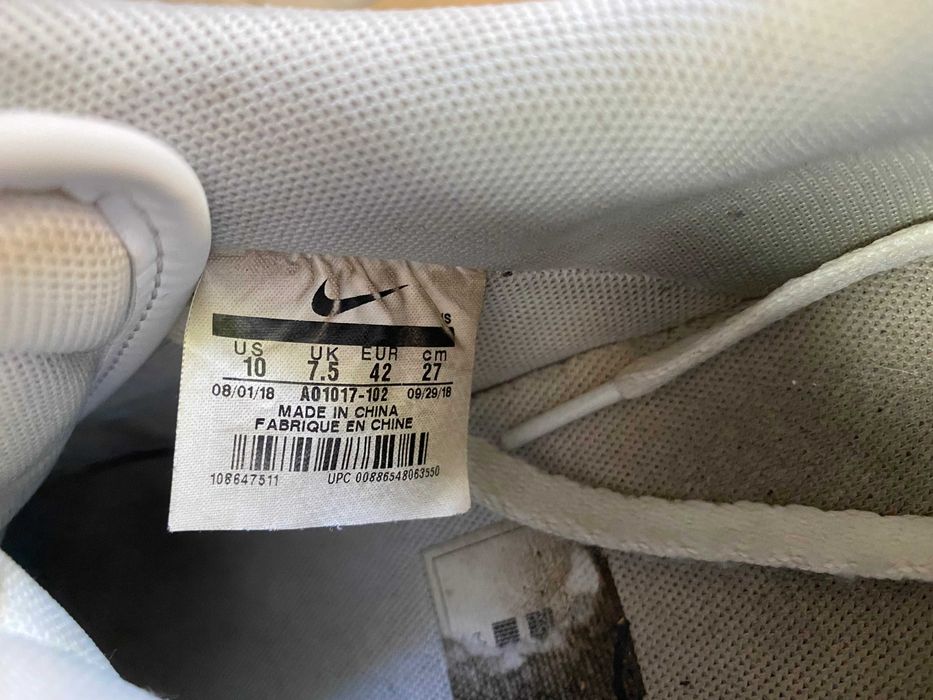 US UK EUR cm
10 7.5 42 27
08/01/18 AO1017-102 09/29/18
MADE IN CHINA
FABRIQUE EN CHINE
108647511 UPC 00886548063550